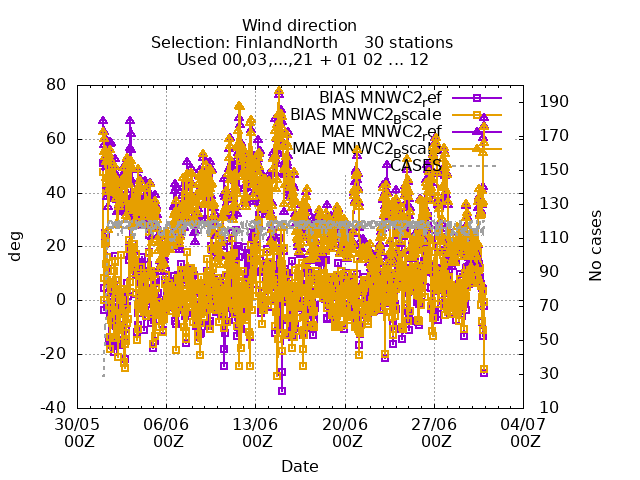 Wind direction
Selection: FinlandNorth 30 stations
Used 00,03,...,21 + 01 02 ... 12
BIAS MNWC2_ref
BIAS MNWC2_Bscale
MAE MNWC2_ref
MAE MNWC2_Bscale
CASES
80
60
40
20
0
-20
-40
deg
190
170
150
130
110
90
70
50
30
10
No cases
30/05 06/06 13/06 20/06 27/06 04/07
00Z 00Z 00Z 00Z 00Z 00Z
Date